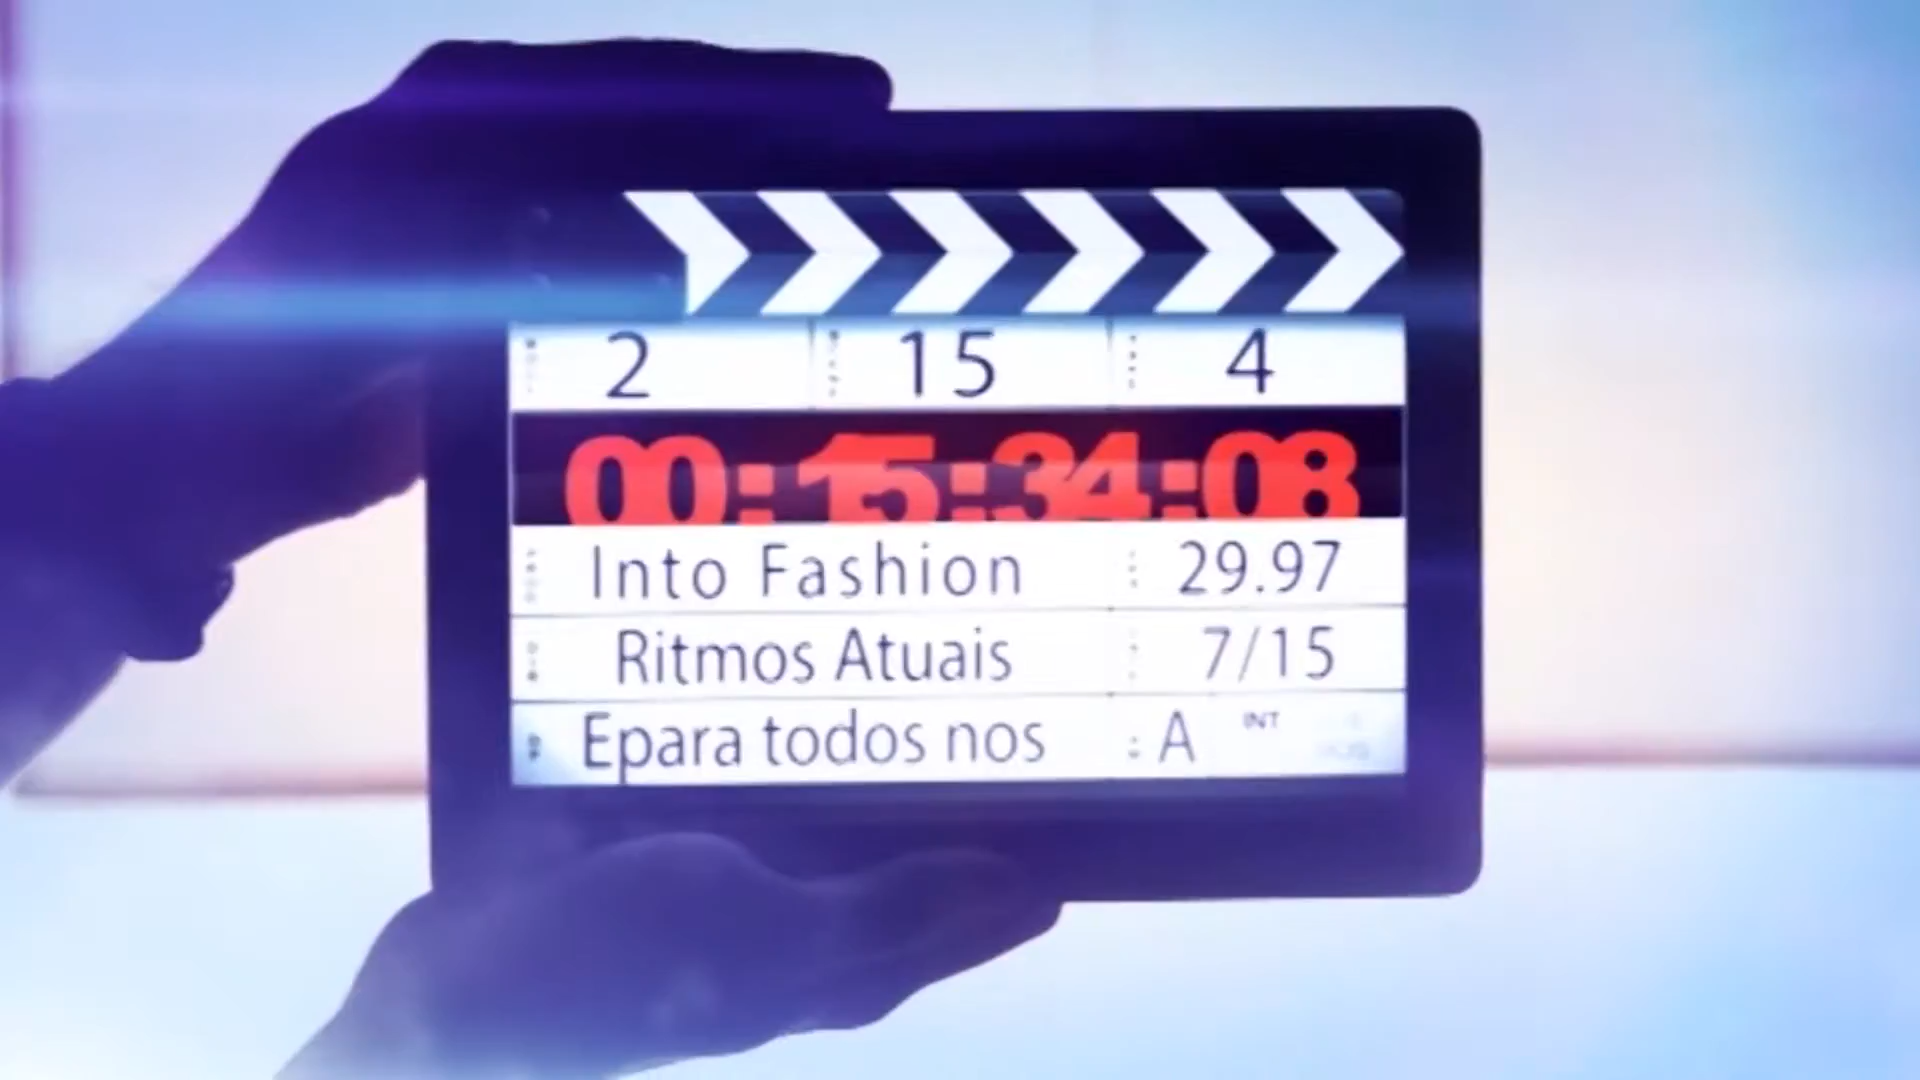 2 15 4
00:15:34:08
Into Fashion 29.97
Ritmos Atuais 7/15
Epara todos nos A INT